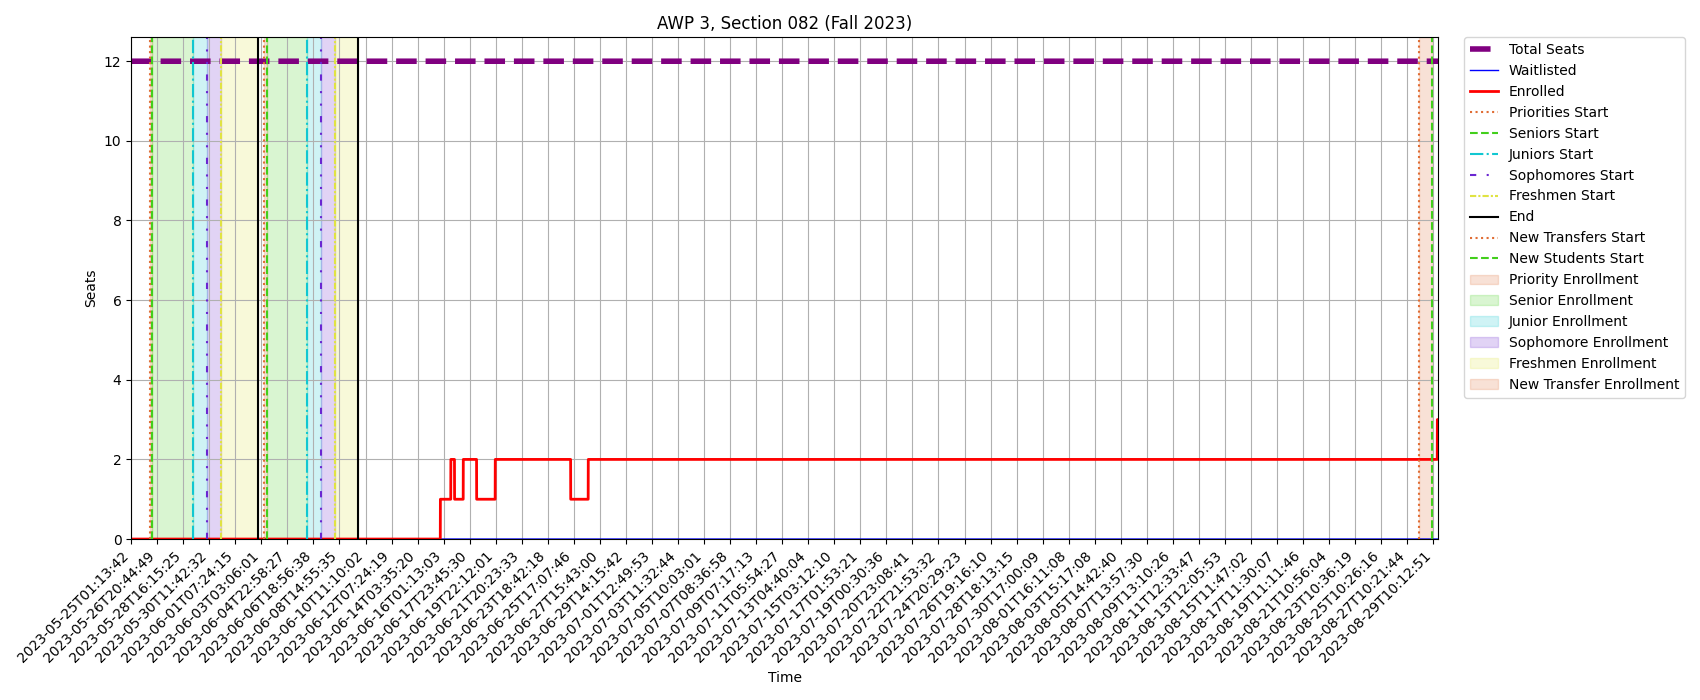 AWP 3, Section 082 (Fall 2023)
Seats
12
10
8
6
4
2
0
2023-05-25T01:13:42
2023-05-26T20:44:49
2023-05-28T16:15:25
2023-05-30T11:42:32
2023-06-01T07:24:15
2023-06-03T03:06:01
2023-06-04T22:58:27
2023-06-06T18:56:38
2023-06-08T14:55:35
2023-06-10T11:10:02
2023-06-12T07:24:19
2023-06-14T04:35:20
2023-06-16T01:13:03
2023-06-17T23:45:30
2023-06-19T22:12:01
2023-06-21T20:23:33
2023-06-23T18:42:18
2023-06-25T17:07:46
2023-06-27T15:43:00
2023-06-29T14:15:42
2023-07-01T12:49:53
2023-07-03T11:32:44
2023-07-05T10:03:01
2023-07-07T08:36:58
2023-07-09T07:17:13
2023-07-11T05:54:27
2023-07-13T04:40:04
2023-07-15T03:12:10
2023-07-17T01:53:21
2023-07-19T00:30:36
2023-07-20T23:08:41
2023-07-22T21:53:32
2023-07-24T20:29:23
2023-07-26T19:16:10
2023-07-28T18:13:15
2023-07-30T17:00:09
2023-08-01T16:11:08
2023-08-03T15:17:08
2023-08-05T14:42:40
2023-08-07T13:57:30
2023-08-09T13:10:26
2023-08-11T12:33:47
2023-08-13T12:05:53
2023-08-15T11:47:02
2023-08-17T11:30:07
2023-08-19T11:11:46
2023-08-21T10:56:04
2023-08-23T10:36:19
2023-08-25T10:26:16
2023-08-27T10:21:44
2023-08-29T10:12:51
Time
Total Seats
Waitlisted
Enrolled
Priorities Start
Seniors Start
Juniors Start
Sophomores Start
Freshmen Start
End
New Transfers Start
New Students Start
Priority Enrollment
Senior Enrollment
Junior Enrollment
Sophomore Enrollment
Freshmen Enrollment
New Transfer Enrollment